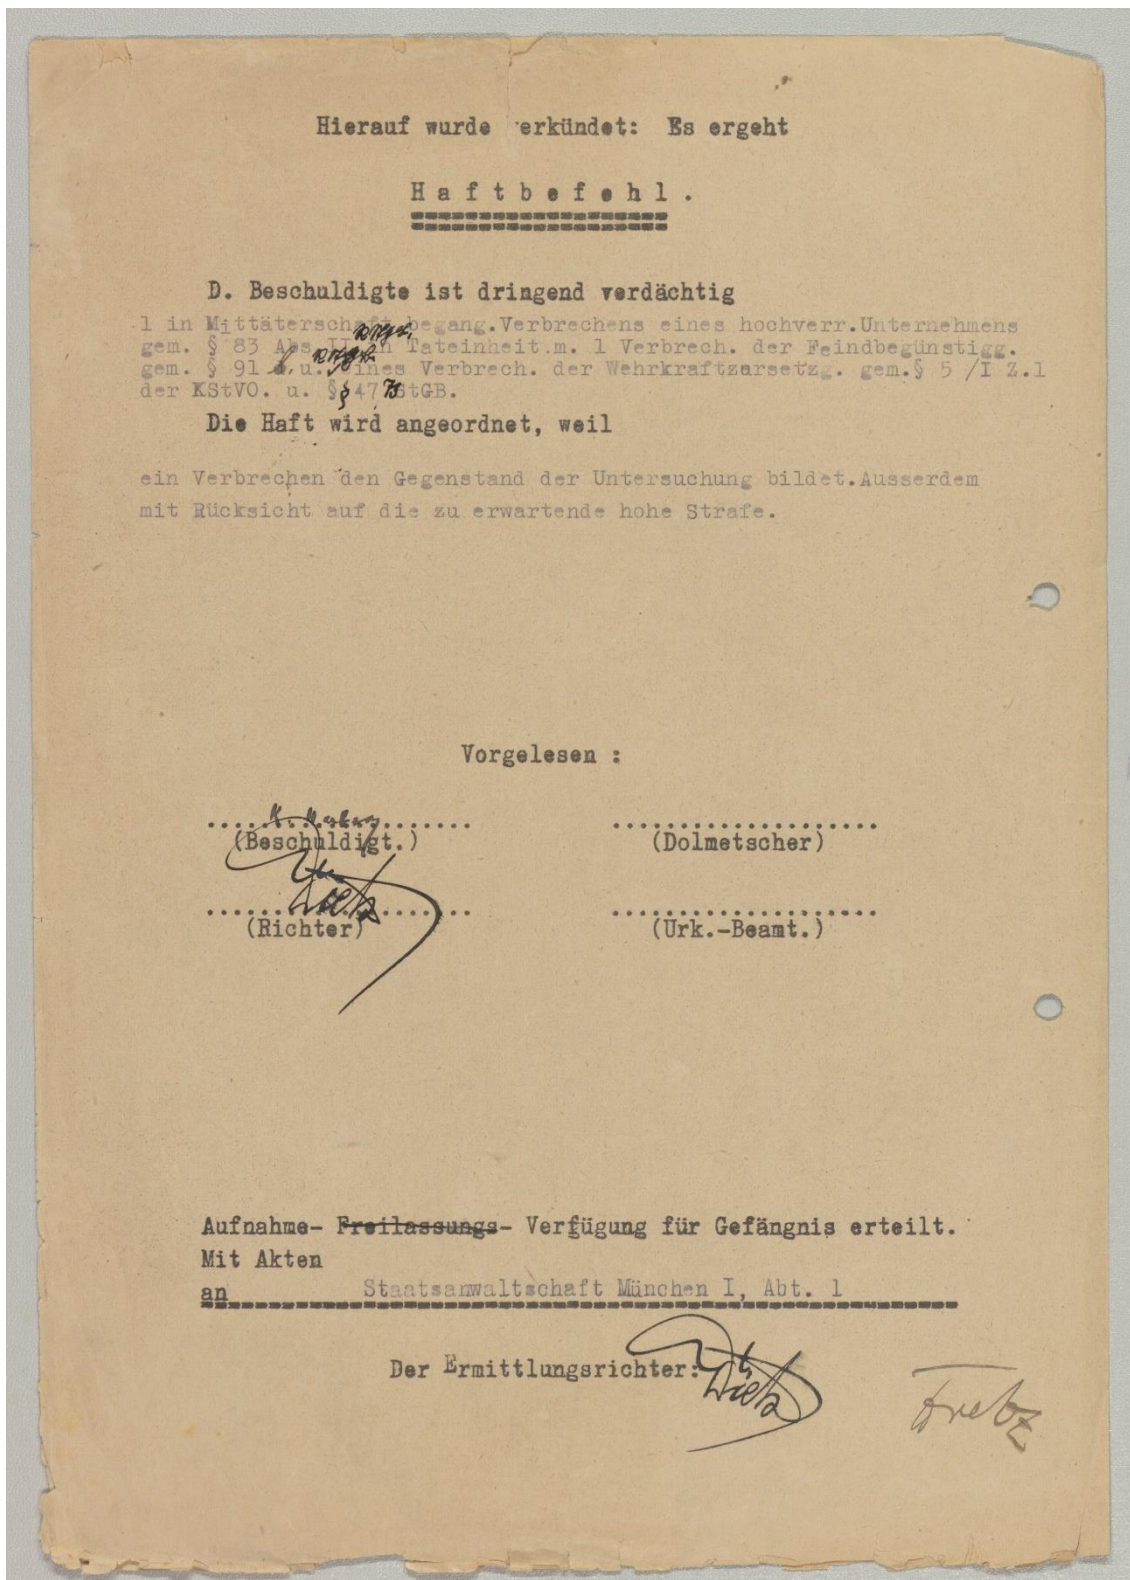 Hierauf wurde erkündet: Es ergeht
Haftbefehl.
D. Beschuldigte ist dringend verdächtig
1 in Mittäterschaft begang.Verbrechens eines hochverr.Unternehmens
gem. § 83 Abs II in Tateinheit.m. 1 Verbrech. der Feindbegünstigg.
gem. § 91 b. u. eines Verbrech. der Wehrkraftzersetzg. gem.§ 5 /I Z.1
der KStVO. u. §§ 47, 73 StGB.
Die Haft wird angeordnet, weil
ein Verbrechen den Gegenstand der Untersuchung bildet.Ausserdem
mit Rücksicht auf die zu erwartende hohe Strafe.
Vorgelesen :
(Beschuldigt.) (Dolmetscher)
(Richter) (Urk.-Beamt.)
Aufnahme- Freilassungs- Verfügung für Gefängnis erteilt.
Mit Akten
an Staatsanwaltschaft München I, Abt. 1
Der Ermittlungsrichter: